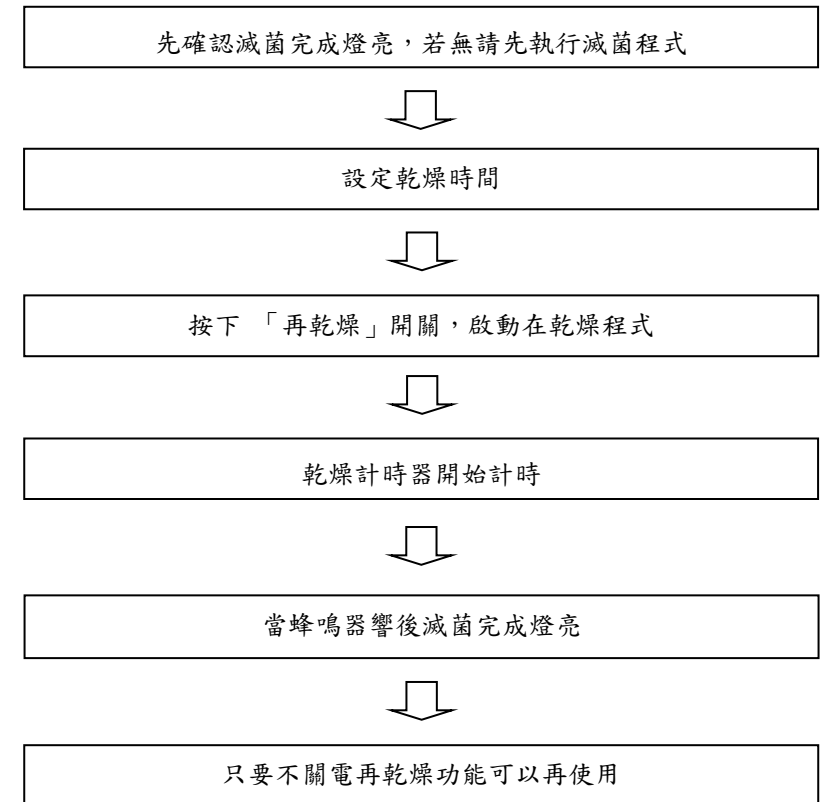 先確認滅菌完成燈亮，若無請先執行滅菌程式
設定乾燥時間
按下 「再乾燥」開關，啟動在乾燥程式
乾燥計時器開始計時
當蜂鳴器響後滅菌完成燈亮
只要不關電再乾燥功能可以再使用